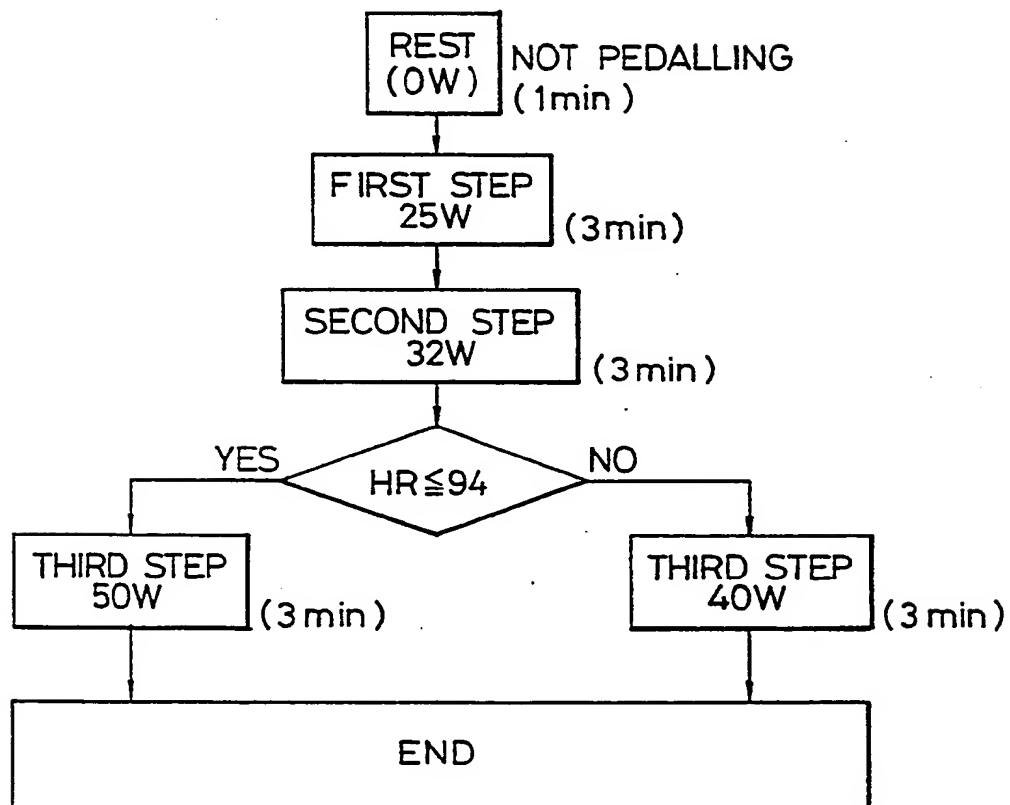 REST
(0W)
NOT PEDALLING
(1min)
FIRST STEP
25W
(3min)
SECOND STEP
32W
(3min)
HR≦94
YES
NO
THIRD STEP
50W
(3min)
THIRD STEP
40W
(3min)
END